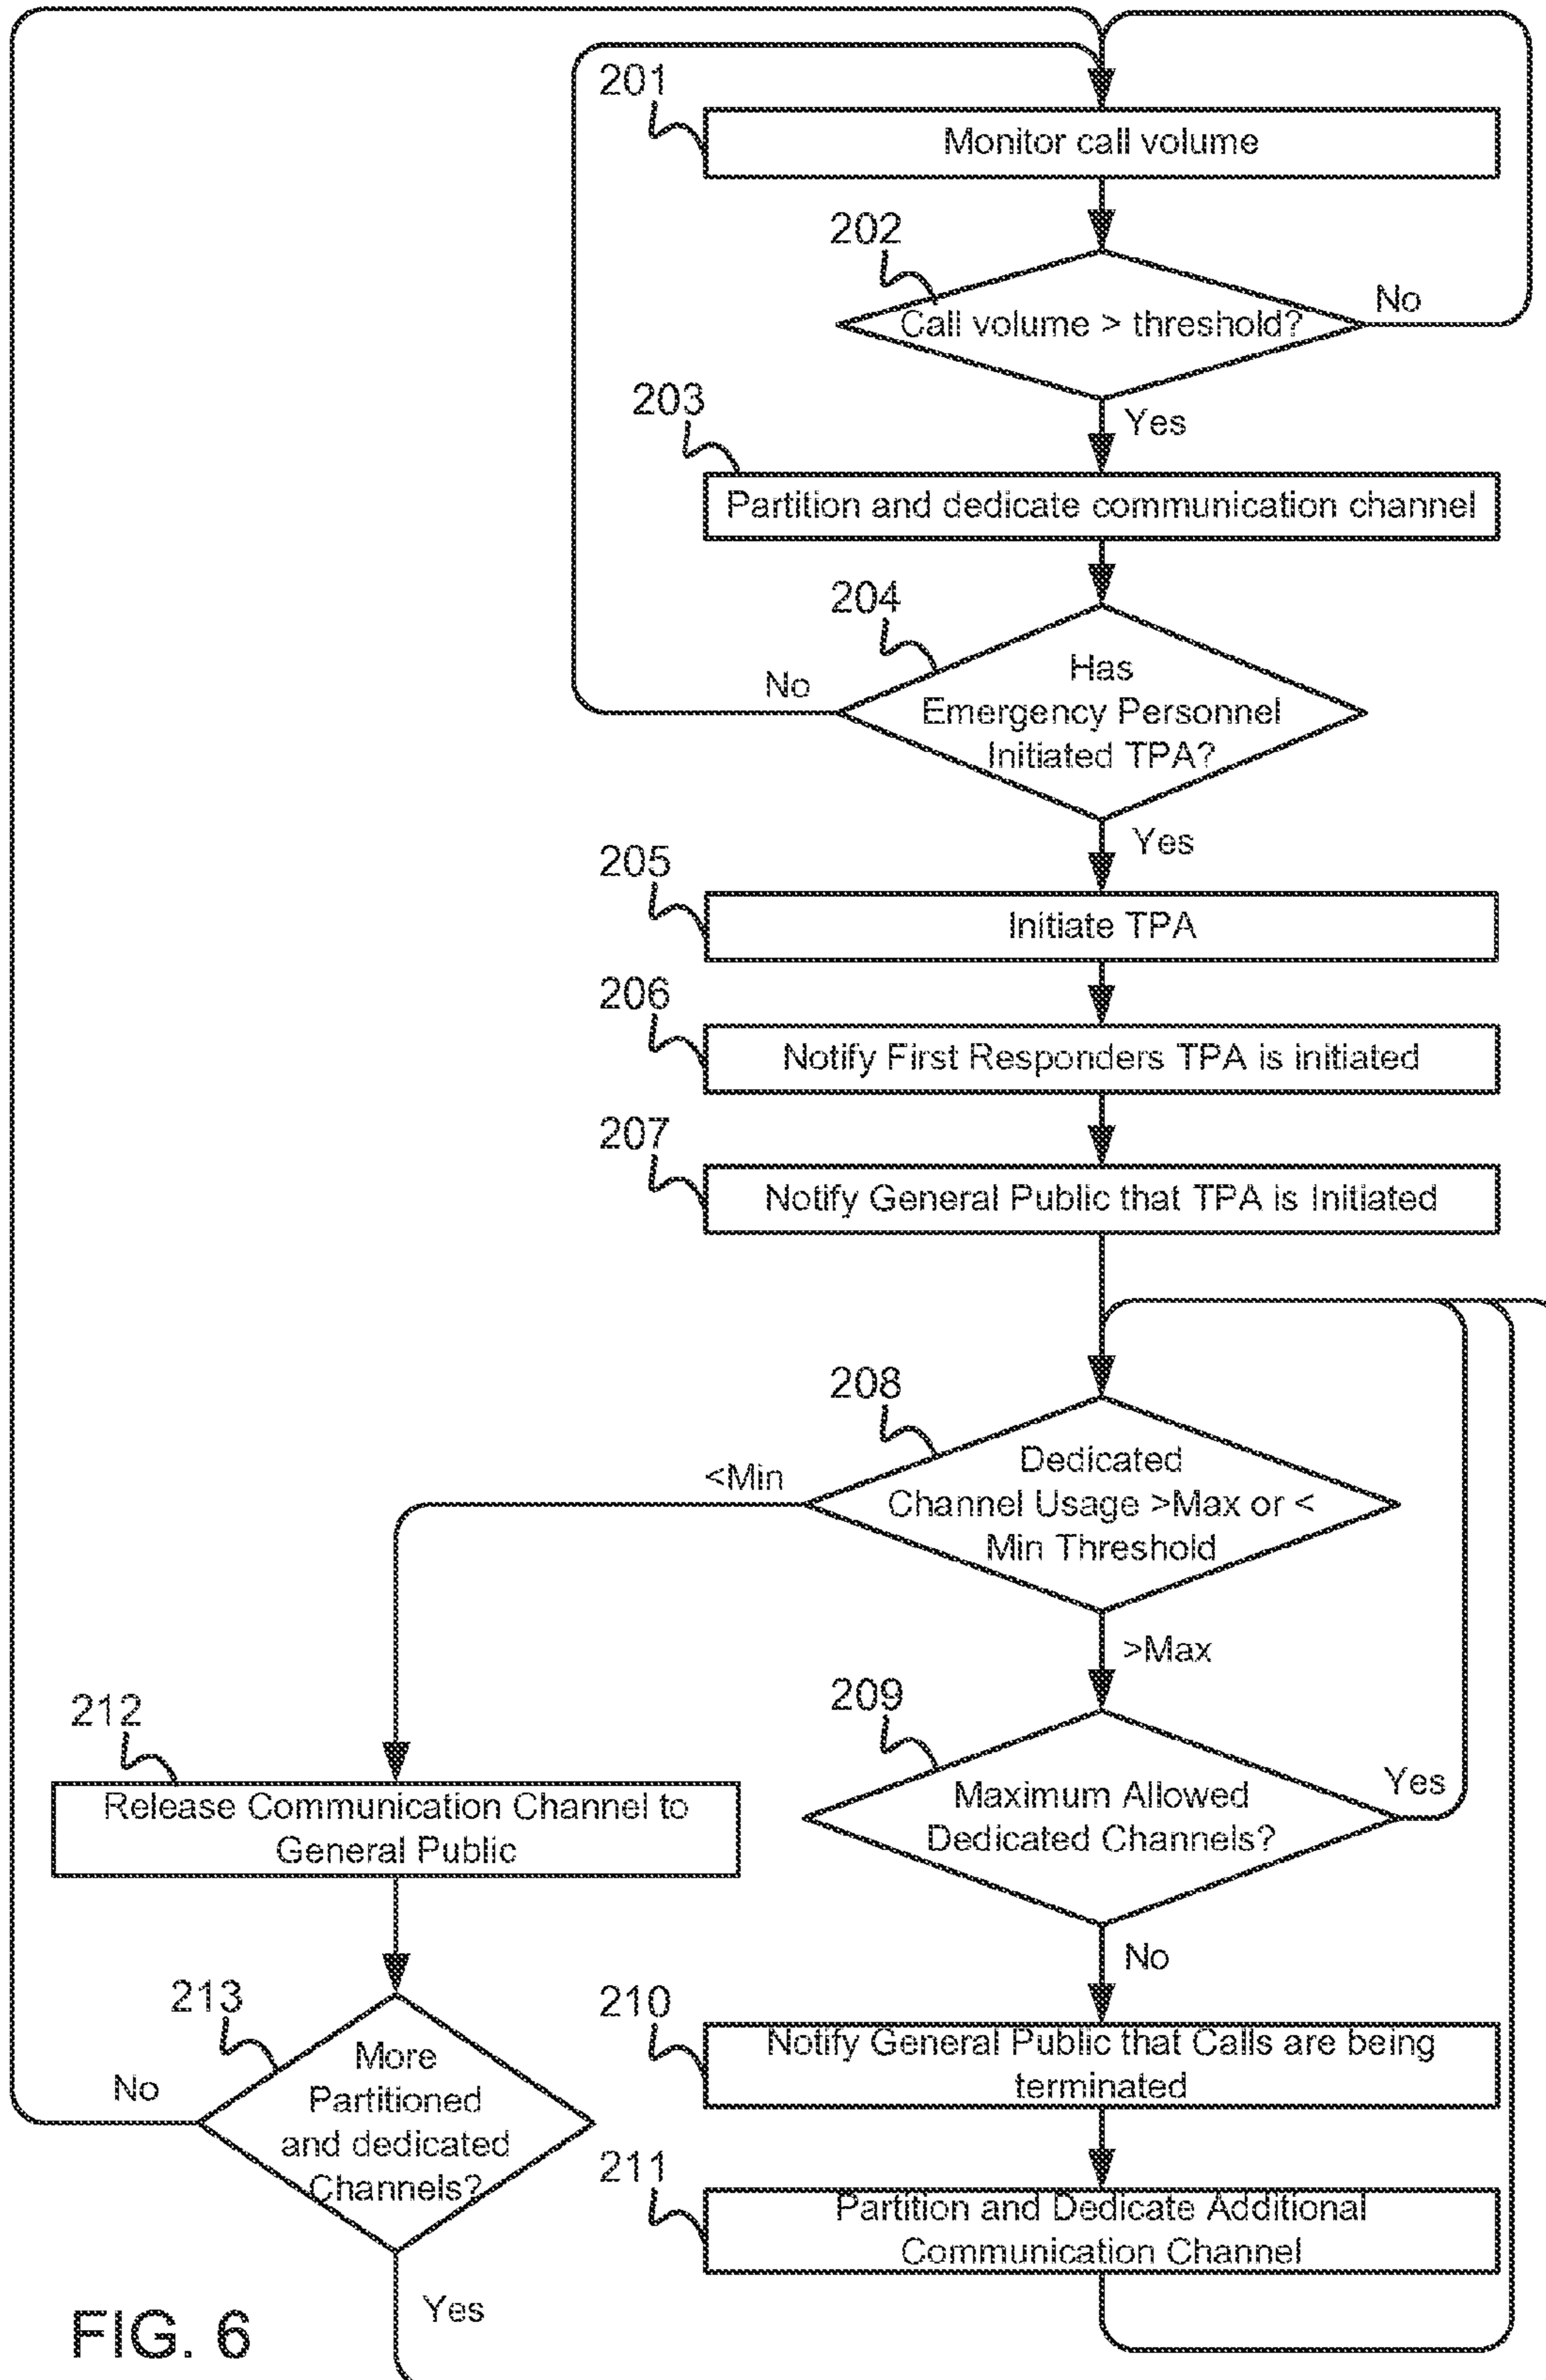 201
Monitor call volume
202
Call volume > threshold?
No
Yes
203
Partition and dedicate communication channel
204
Has
Emergency Personnel
Initiated TPA?
No
Yes
205
Initiate TPA
206
Notify First Responders TPA is initiated
207
Notify General Public that TPA is Initiated
208
Dedicated
Channel Usage >Max or <
Min Threshold
<Min
>Max
209
Maximum Allowed
Dedicated Channels?
Yes
No
212
Release Communication Channel to
General Public
213
More
Partitioned
and dedicated
Channels?
No
Yes
210
Notify General Public that Calls are being
terminated
211
Partition and Dedicate Additional
Communication Channel
FIG. 6